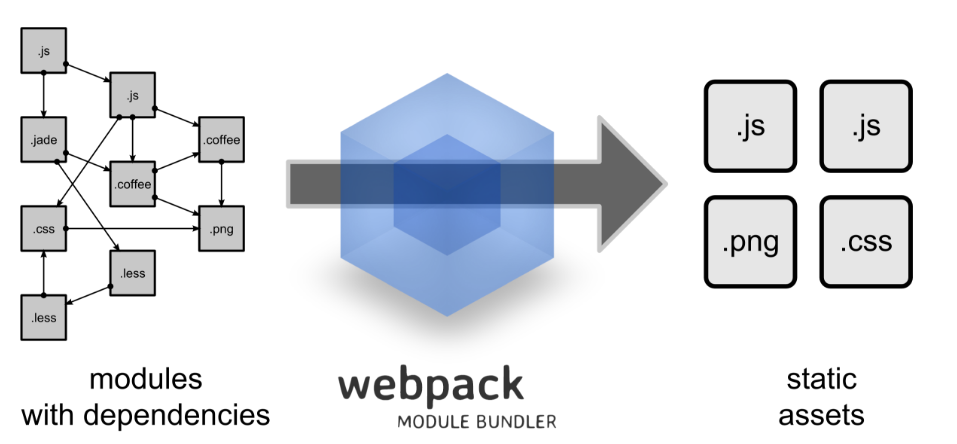 .js
.js
.jade
.coffee
.coffee
.css
.png
.less
.less
modules
with dependencies
webpack
MODULE BUNDLER
.js
.js
.png
.css
static
assets